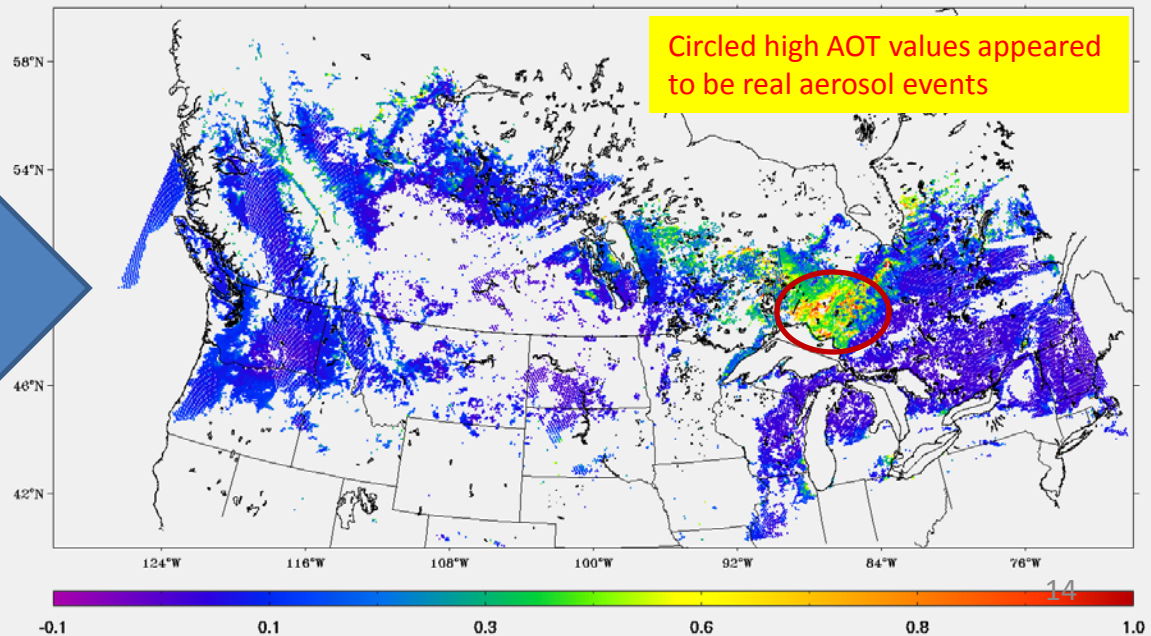 Circled high AOT values appeared
to be real aerosol events
58°N
54°N
46°N
42°N
124°W
116°W
108°W
100°W
92°W
84°W
76°W
14
-0.1
0.1
0.3
0.6
0.8
1.0